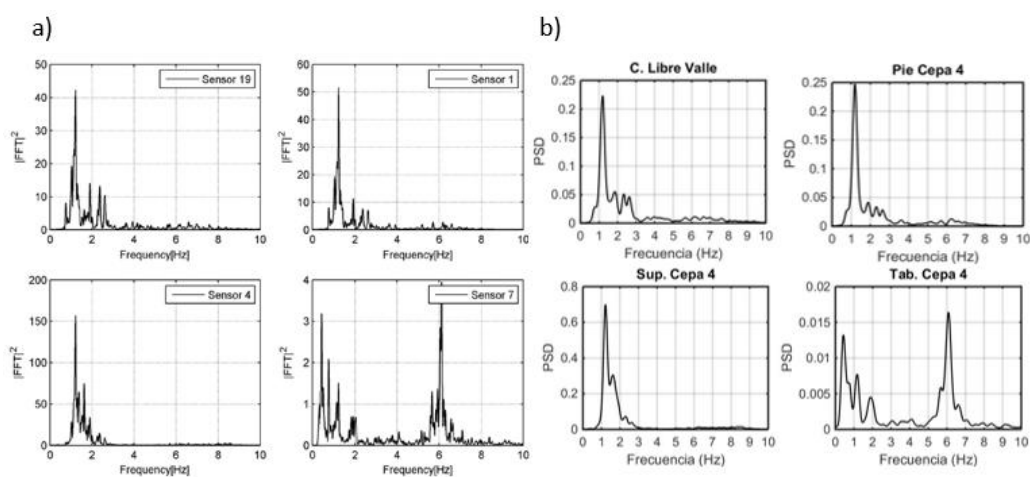 a)
50
40
30
20
10
0
|FFT|²
Sensor 19
0 2 4 6 8 10
Frequency[Hz]
60
50
40
30
20
10
0
|FFT|²
Sensor 1
0 2 4 6 8 10
Frequency[Hz]
200
150
100
50
0
|FFT|²
Sensor 4
0 2 4 6 8 10
Frequency[Hz]
4
3
2
1
0
|FFT|²
Sensor 7
0 2 4 6 8 10
Frequency[Hz]
b)
C. Libre Valle
0.25
0.2
0.15
0.1
0.05
0
PSD
0 1 2 3 4 5 6 7 8 9 10
Frecuencia (Hz)
Pie Cepa 4
0.25
0.2
0.15
0.1
0.05
0
PSD
0 1 2 3 4 5 6 7 8 9 10
Frecuencia (Hz)
Sup. Cepa 4
0.8
0.6
0.4
0.2
0
PSD
0 1 2 3 4 5 6 7 8 9 10
Frecuencia (Hz)
Tab. Cepa 4
0.02
0.015
0.01
0.005
0
PSD
0 1 2 3 4 5 6 7 8 9 10
Frecuencia (Hz)